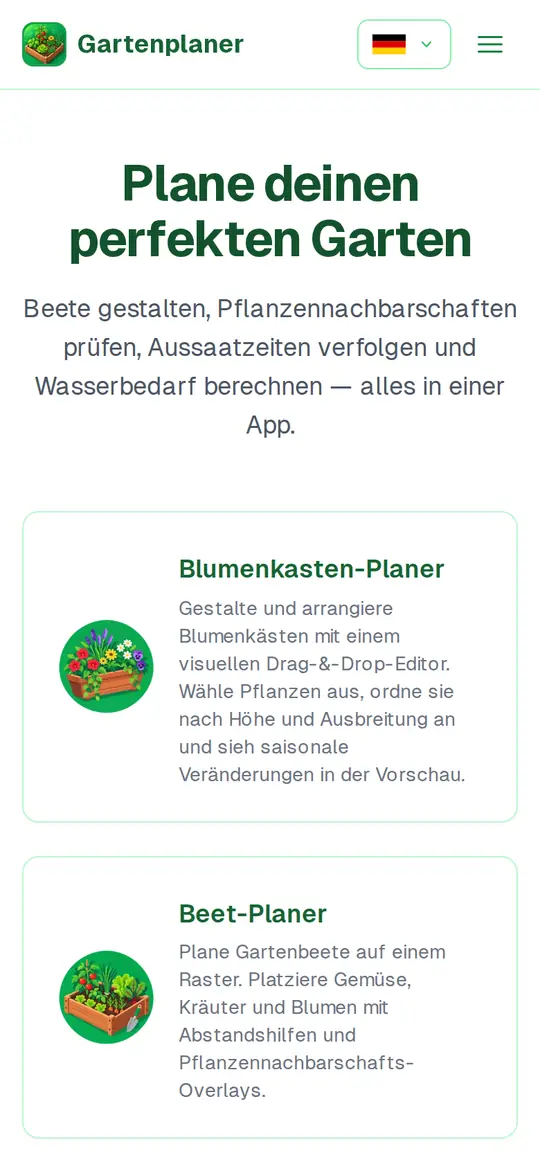 Gartenplaner
Plane deinen
perfekten Garten
Beete gestalten, Pflanzennachbarschaften
prüfen, Aussaatzeiten verfolgen und
Wasserbedarf berechnen — alles in einer
App.
Blumenkasten-Planer
Gestalte und arrangiere
Blumenkästen mit einem
visuellen Drag-&-Drop-Editor.
Wähle Pflanzen aus, ordne sie
nach Höhe und Ausbreitung an
und sieh saisonale
Veränderungen in der Vorschau.
Beet-Planer
Plane Gartenbeete auf einem
Raster. Platziere Gemüse,
Kräuter und Blumen mit
Abstandshilfen und
Pflanzennachbarschafts-
Overlays.